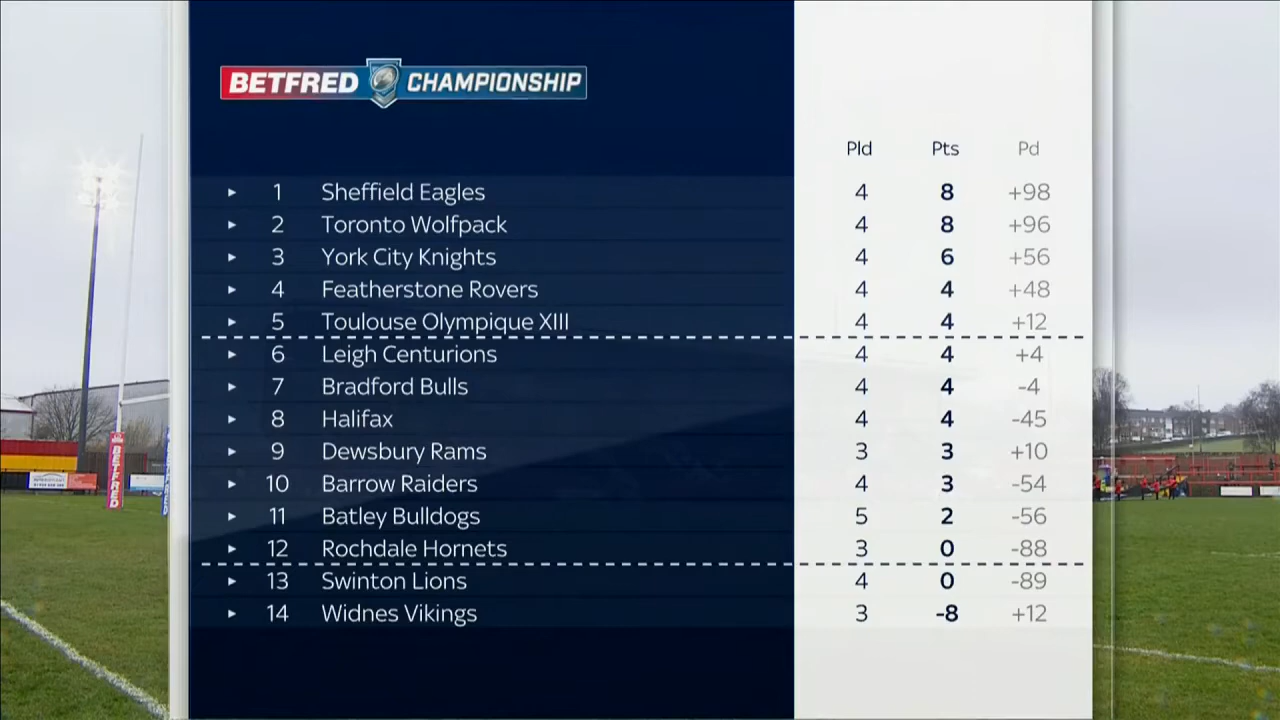 BETFRED CHAMPIONSHIP
Pld Pts Pd
1 Sheffield Eagles 4 8 +98
2 Toronto Wolfpack 4 8 +96
3 York City Knights 4 6 +56
4 Featherstone Rovers 4 4 +48
5 Toulouse Olympique XIII 4 4 +12
6 Leigh Centurions 4 4 +4
7 Bradford Bulls 4 4 -4
8 Halifax 4 4 -45
9 Dewsbury Rams 3 3 +10
10 Barrow Raiders 4 3 -54
11 Batley Bulldogs 5 2 -56
12 Rochdale Hornets 3 0 -88
13 Swinton Lions 4 0 -89
14 Widnes Vikings 3 -8 +12
BETFRED